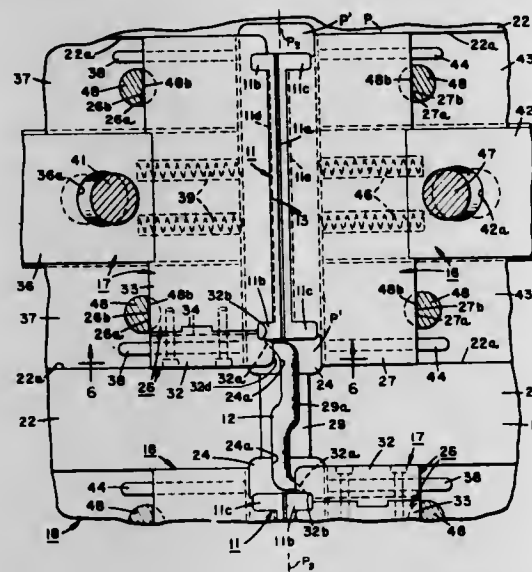 P' P₂ P 22
22a 22a
37 38 44 43
11b 11c
48 48b 48b 48
26b 27b
26a 11d 11a 27a
42
11 11e
41 47
36a 39 13 46 42a
17 16
36 33 11c
48 48b 32b 11b 48b 48
37 26b 34 27b 43
26a 27a
P'
22a 22a
6 38 26 32 32a 24 27 44 6
32d
24a 29a
22 12 28
24a
18 24 32a 32 17 26
44 38
11c 33
48 48
18 11 11b 32b
P₂